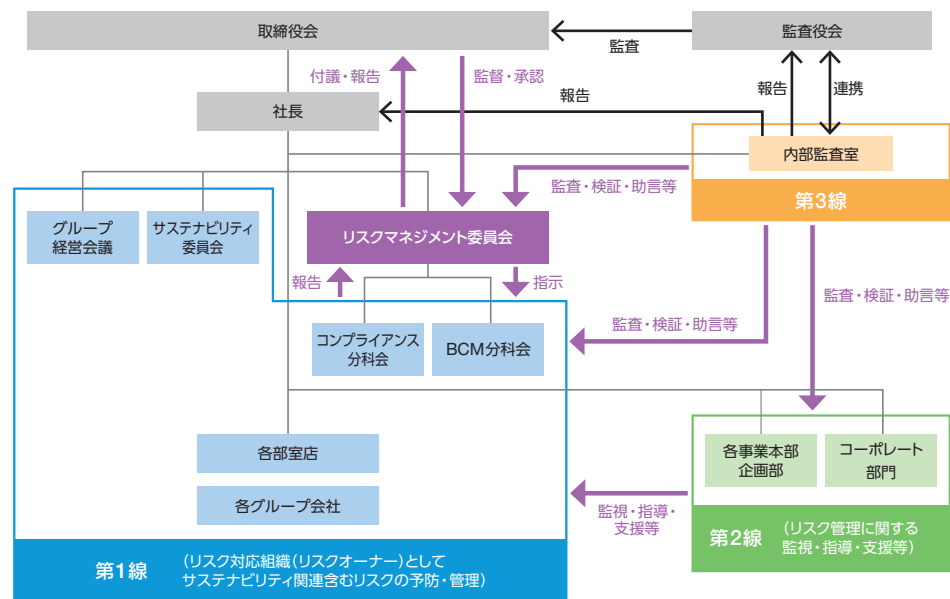 取締役会
監査役会
監査
付議・報告
監督・承認
報告
連携
社長
報告
内部監査室
第3線
監査・検証・助言等
グループ
経営会議
サステナビリティ
委員会
リスクマネジメント委員会
報告
指示
監査・検証・助言等
監査・検証・助言等
コンプライアンス
分科会
BCM分科会
各部室店
各グループ会社
各事業本部
企画部
コーポレート
部門
監視・指導・
支援等
第2線
（リスク管理に関する
監視・指導・支援等）
第1線
（リスク対応組織（リスクオーナー）として
サステナビリティ関連含むリスクの予防・管理）